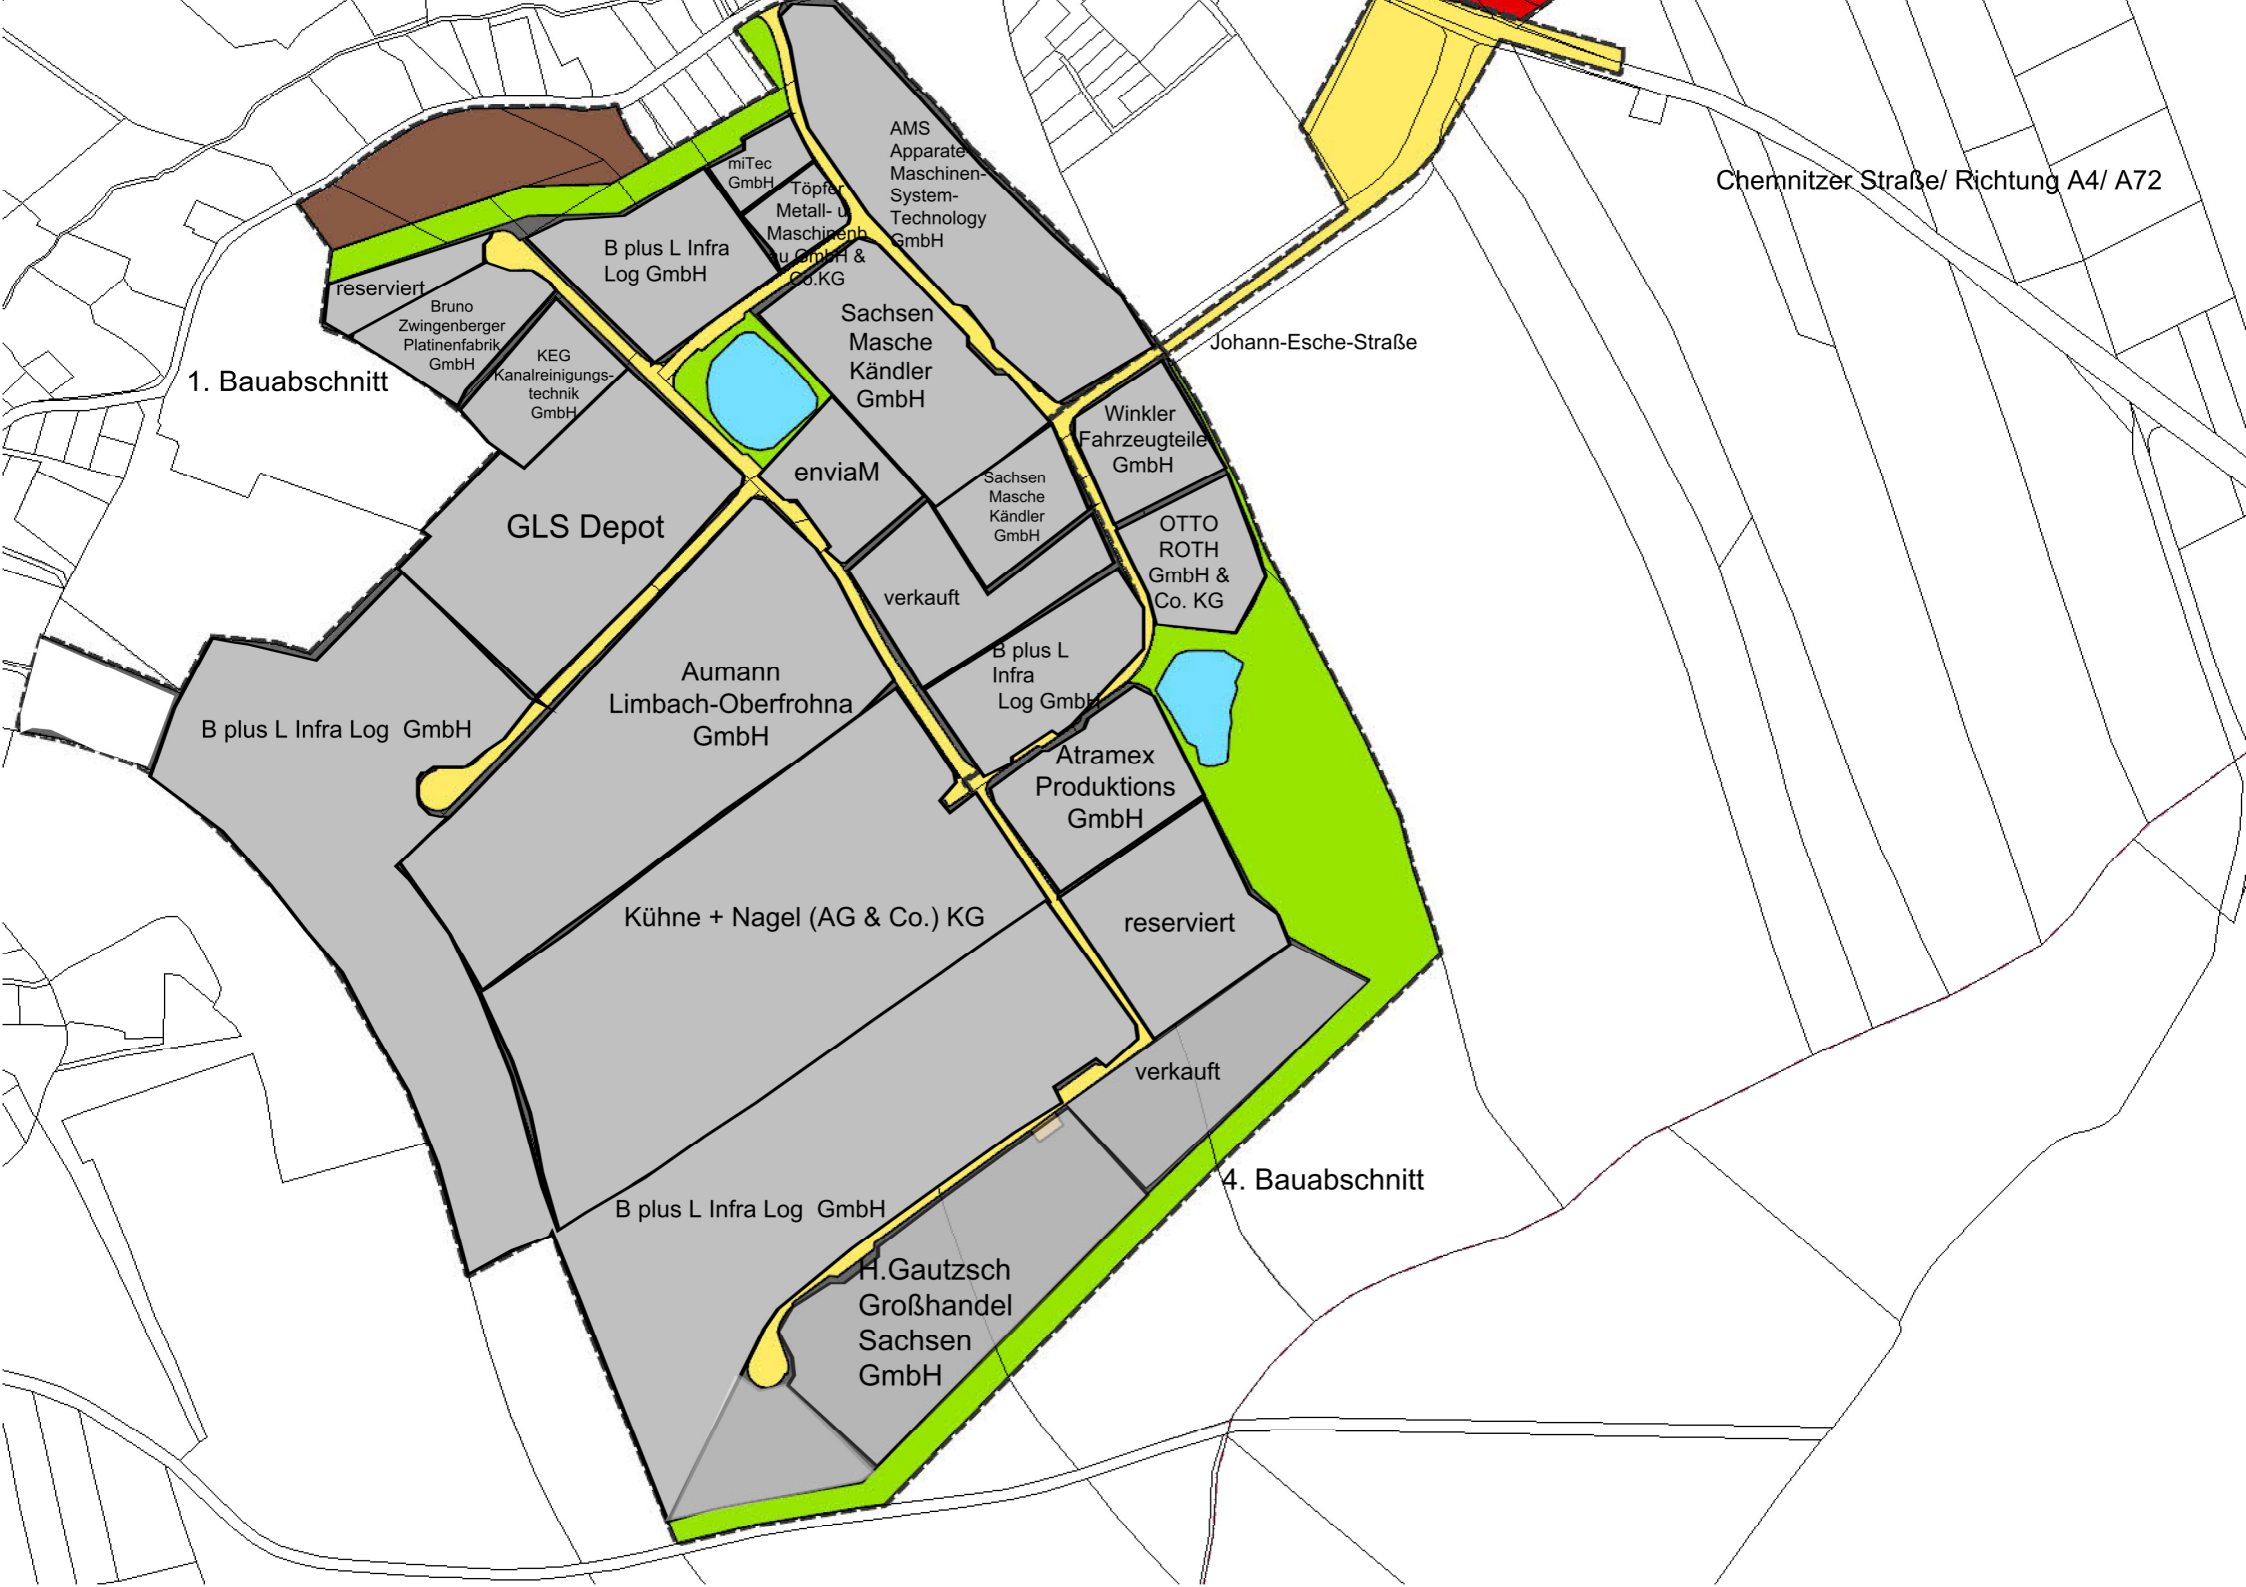 AMS
Apparate-
Maschinen-
System-
Technology
GmbH
Chemnitzer Straße/ Richtung A4/ A72
miTec
GmbH
Töpfer
Metall- u
Maschinenb
au GmbH &
Co.KG
B plus L Infra
Log GmbH
reserviert
Bruno
Zwingenberger
Platinenfabrik
GmbH
KEG
Kanalreinigungs-
technik
GmbH
1. Bauabschnitt
Sachsen
Masche
Kändler
GmbH
Johann-Esche-Straße
Winkler
Fahrzeugteile
GmbH
enviaM
Sachsen
Masche
Kändler
GmbH
GLS Depot
OTTO
ROTH
GmbH &
Co. KG
verkauft
B plus L
Infra
Log GmbH
Aumann
Limbach-Oberfrohna
GmbH
B plus L Infra Log  GmbH
Atramex
Produktions
GmbH
Kühne + Nagel (AG & Co.) KG
reserviert
verkauft
4. Bauabschnitt
B plus L Infra Log  GmbH
H.Gautzsch
Großhandel
Sachsen
GmbH